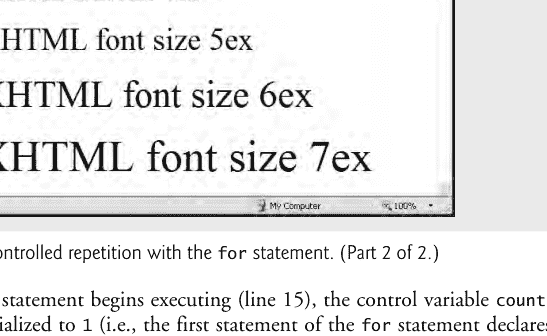 HTML font size 5ex
XHTML font size 6ex
XHTML font size 7ex
My Computer 100%
ontrolled repetition with the for statement. (Part 2 of 2.)
statement begins executing (line 15), the control variable count
ialized to 1 (i.e., the first statement of the for statement declares